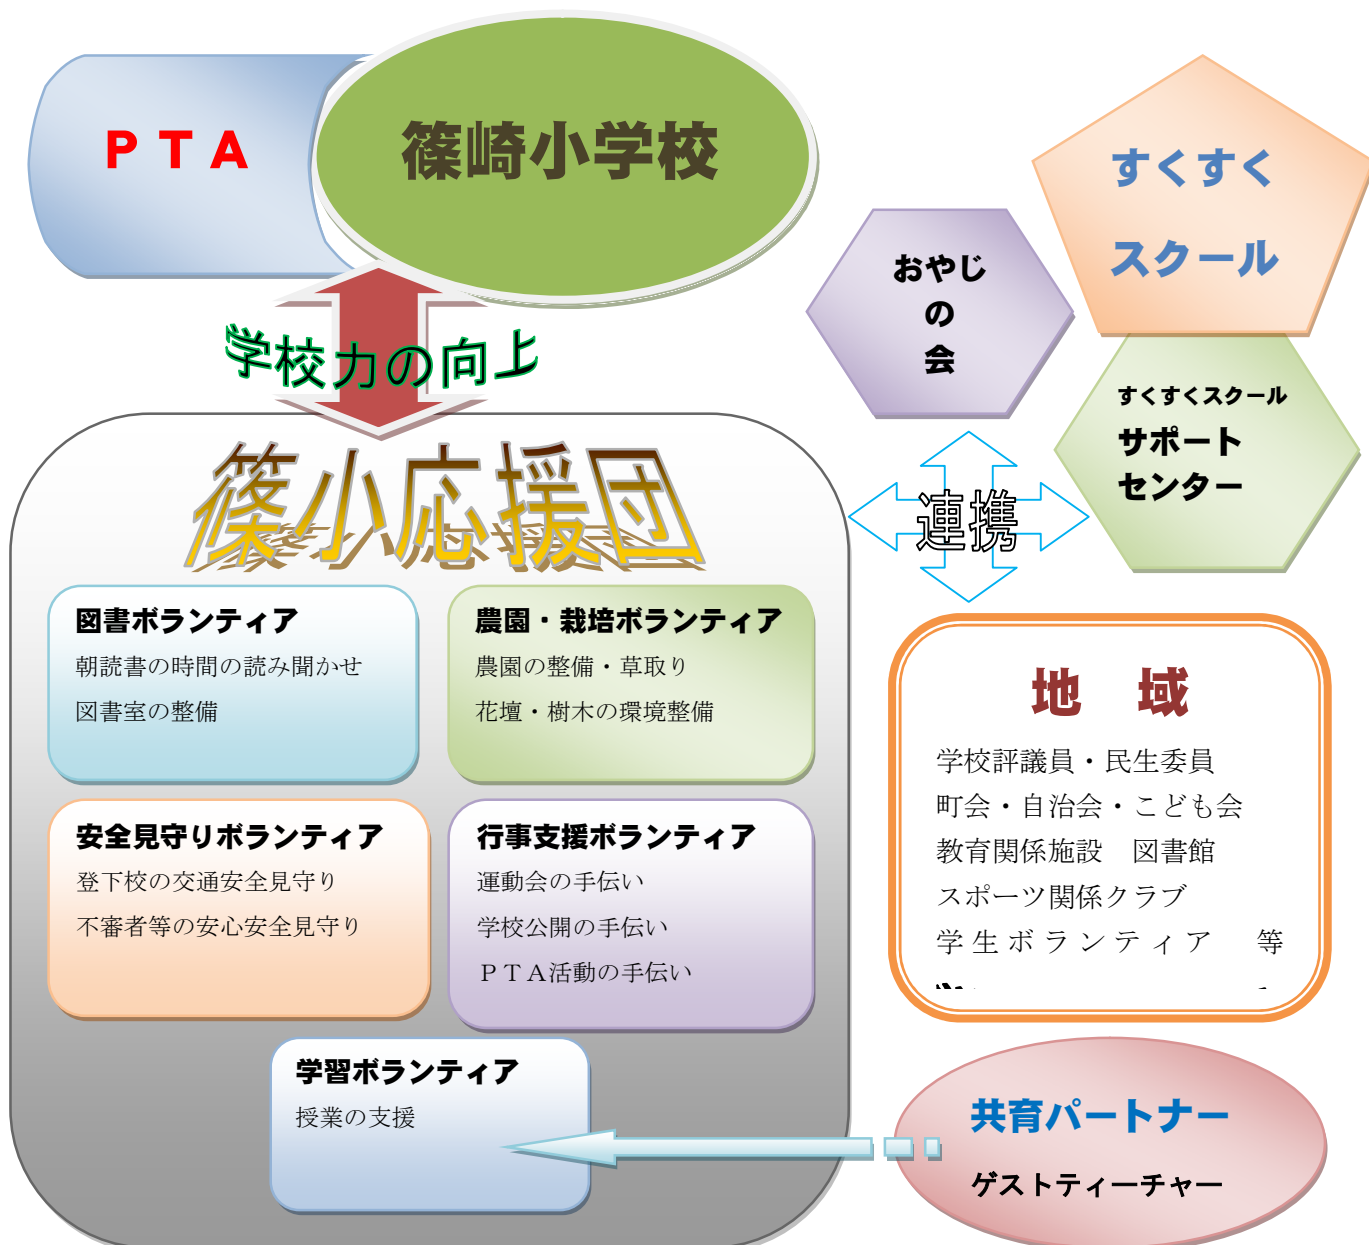 ＰＴＡ
篠崎小学校
すくすく
スクール
おやじ
の
会
学校力の向上
すくすくスクール
サポート
センター
篠小応援団
連携
図書ボランティア
朝読書の時間の読み聞かせ
図書室の整備
農園・栽培ボランティア
農園の整備・草取り
花壇・樹木の環境整備
安全見守りボランティア
登下校の交通安全見守り
不審者等の安心安全見守り
行事支援ボランティア
運動会の手伝い
学校公開の手伝い
ＰＴＡ活動の手伝い
学習ボランティア
授業の支援
地　域
学校評議員・民生委員
町会・自治会・こども会
教育関係施設　図書館
スポーツ関係クラブ
学生ボランティア　等
共育パートナー
ゲストティーチャー